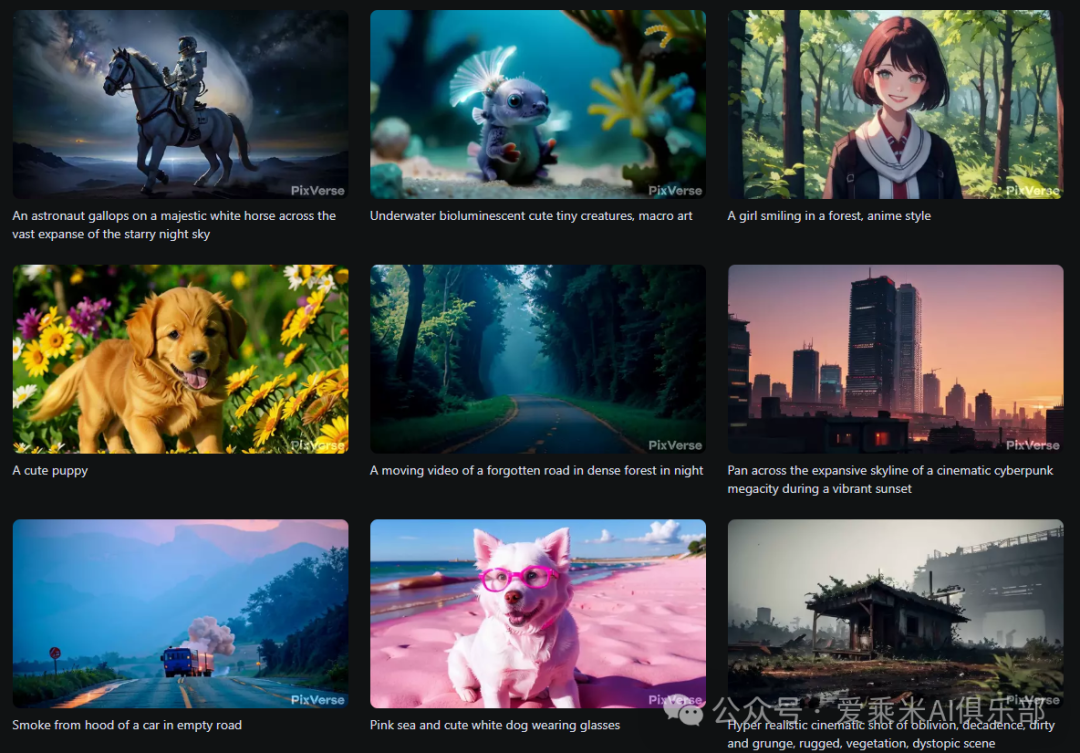 PixVerse
PixVerse
PixVerse
An astronaut gallops on a majestic white horse across the
vast expanse of the starry night sky
Underwater bioluminescent cute tiny creatures, macro art
A girl smiling in a forest, anime style
PixVerse
PixVerse
PixVerse
A cute puppy
A moving video of a forgotten road in dense forest in night
Pan across the expansive skyline of a cinematic cyberpunk
megacity during a vibrant sunset
PixVerse
PixVerse
PixVerse
公众号 · 爱乘米AI俱乐部
Smoke from hood of a car in empty road
Pink sea and cute white dog wearing glasses
Hyper realistic cinematic shot of oblivion, decadence, dirty
and grunge, rugged, vegetation, dystopic scene